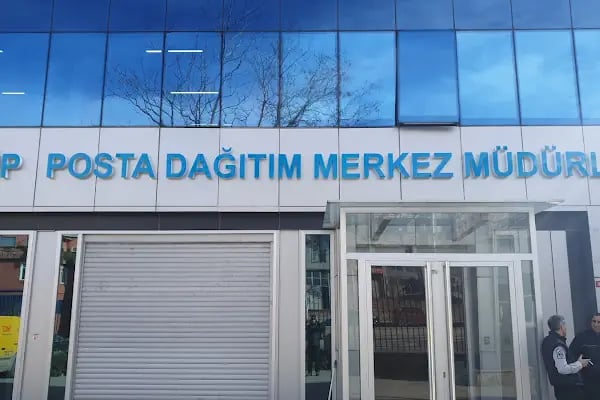 P POSTA DAĞITIM MERKEZ MÜDÜRL